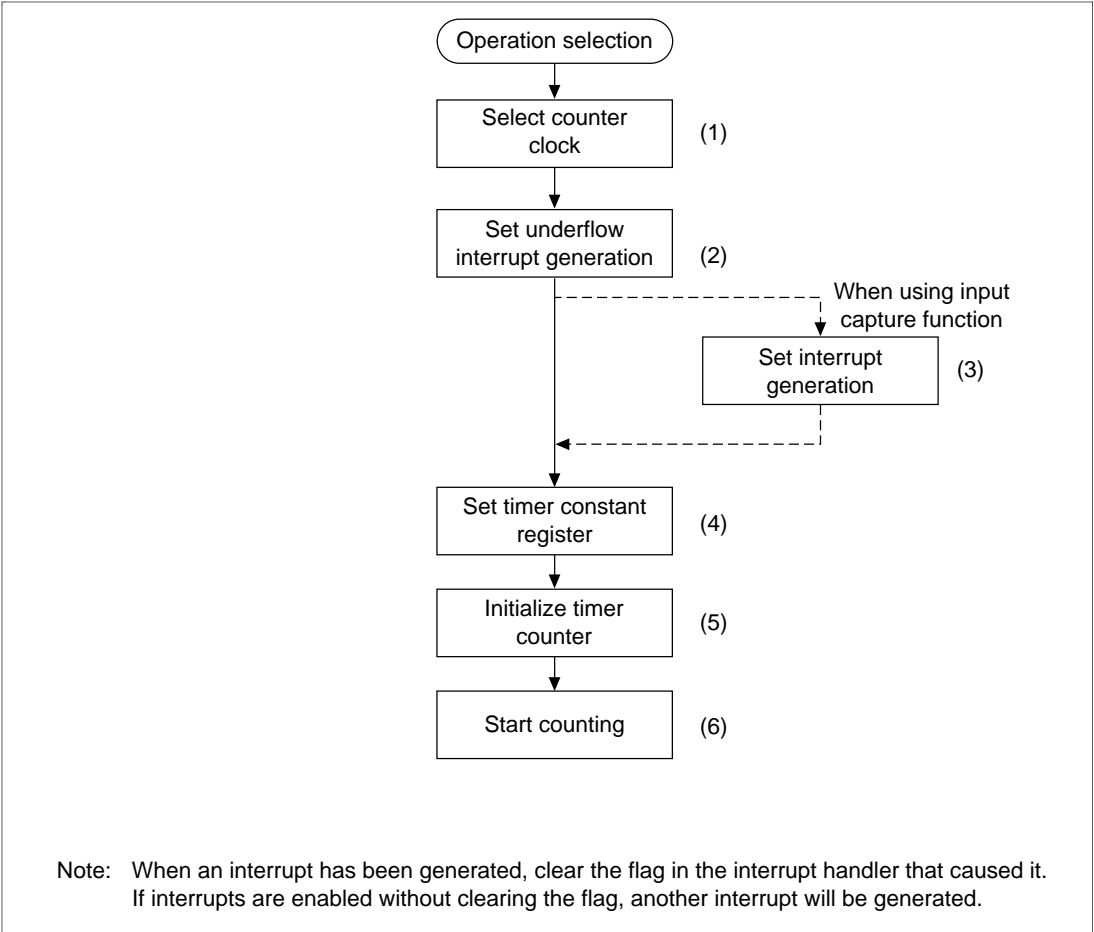 Operation selection
Select counter
clock
(1)
Set underflow
interrupt generation
(2)
When using input
capture function
Set interrupt
generation
(3)
Set timer constant
register
(4)
Initialize timer
counter
(5)
Start counting
(6)
Note: When an interrupt has been generated, clear the flag in the interrupt handler that caused it.
If interrupts are enabled without clearing the flag, another interrupt will be generated.